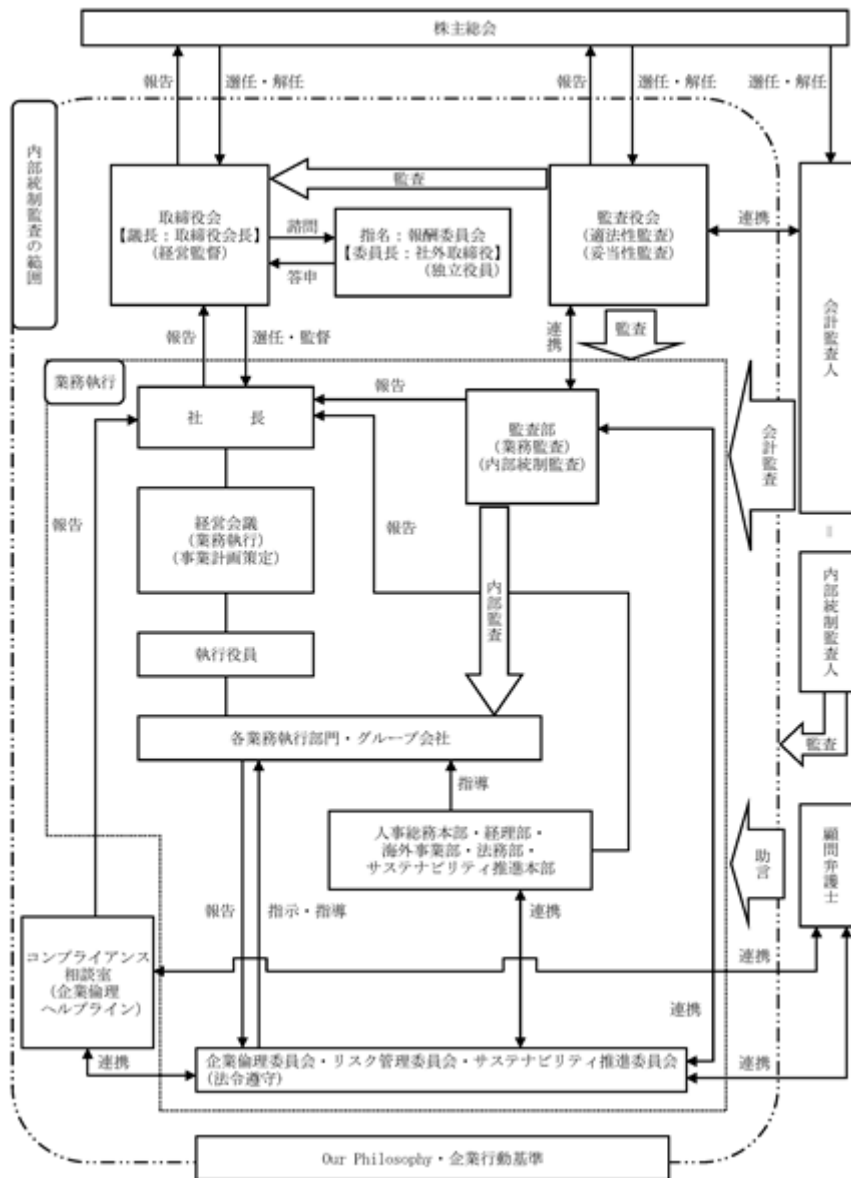 株主総会
報告
選任・解任
報告
選任・解任
選任・解任
内部統制監査の範囲
監査
取締役会
【議長：取締役会長】
(経営監督)
諮問
答申
指名：報酬委員会
【委員長：社外取締役】
(独立役員)
監査役会
(適法性監査)
(妥当性監査)
連携
会計監査人
報告
選任・監督
連携
監査
業務執行
社　　長
報告
監査部
(業務監査)
(内部統制監査)
会計監査
報告
経営会議
(業務執行)
(事業計画策定)
報告
内部監査
内部統制監査人
執行役員
各業務執行部門・グループ会社
監査
指導
人事総務本部・経理部・
海外事業部・法務部・
サステナビリティ推進本部
助言
顧問弁護士
報告
指示・指導
連携
コンプライアンス
相談室
(企業倫理
ヘルプライン)
連携
連携
連携
企業倫理委員会・リスク管理委員会・サステナビリティ推進委員会
(法令遵守)
連携
Our Philosophy・企業行動基準